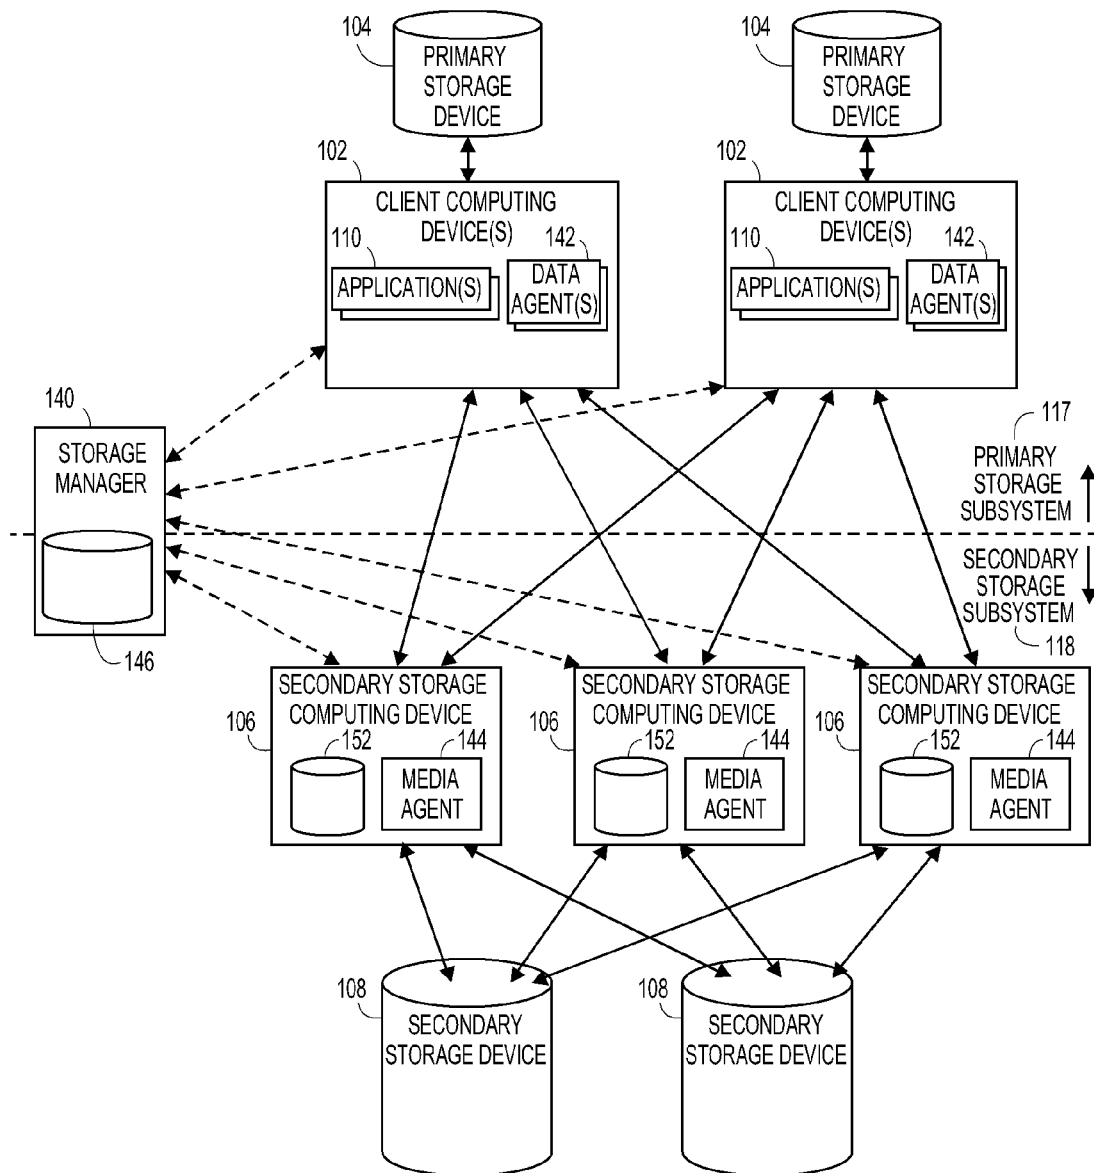 104
PRIMARY
STORAGE
DEVICE
104
PRIMARY
STORAGE
DEVICE
102
CLIENT COMPUTING
DEVICE(S)
110
142
APPLICATION(S)
DATA
AGENT(S)
102
CLIENT COMPUTING
DEVICE(S)
110
142
APPLICATION(S)
DATA
AGENT(S)
140
STORAGE
MANAGER
146
117
PRIMARY
STORAGE
SUBSYSTEM
SECONDARY
STORAGE
SUBSYSTEM
118
SECONDARY STORAGE
COMPUTING DEVICE
106
152
144
MEDIA
AGENT
SECONDARY STORAGE
COMPUTING DEVICE
106
152
144
MEDIA
AGENT
SECONDARY STORAGE
COMPUTING DEVICE
106
152
144
MEDIA
AGENT
108
SECONDARY
STORAGE DEVICE
108
SECONDARY
STORAGE DEVICE